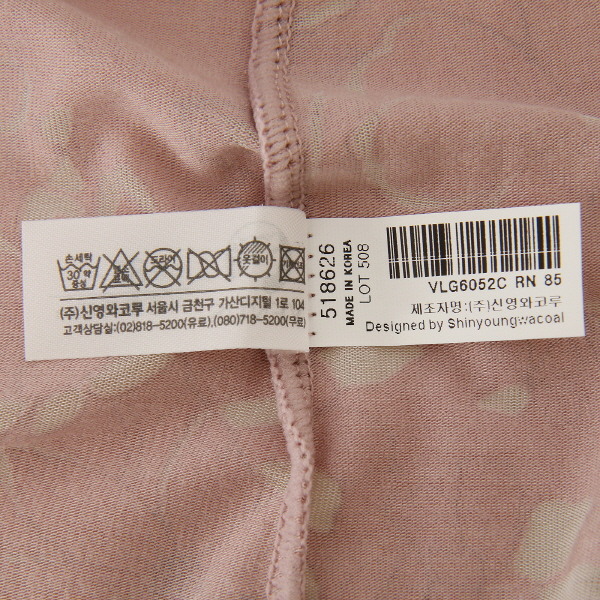 손세탁
30 약
중성
드라이
옷걸이
(주)신영와코루 서울시 금천구 가산디지털 1로 104
고객상담실:(02)818-5200(유료),(080)718-5200(무료)
518626
MADE IN KOREA
LOT 508
VLG6052C RN 85
제조자명:(주)신영와코루
Designed by Shinyoungwacoal